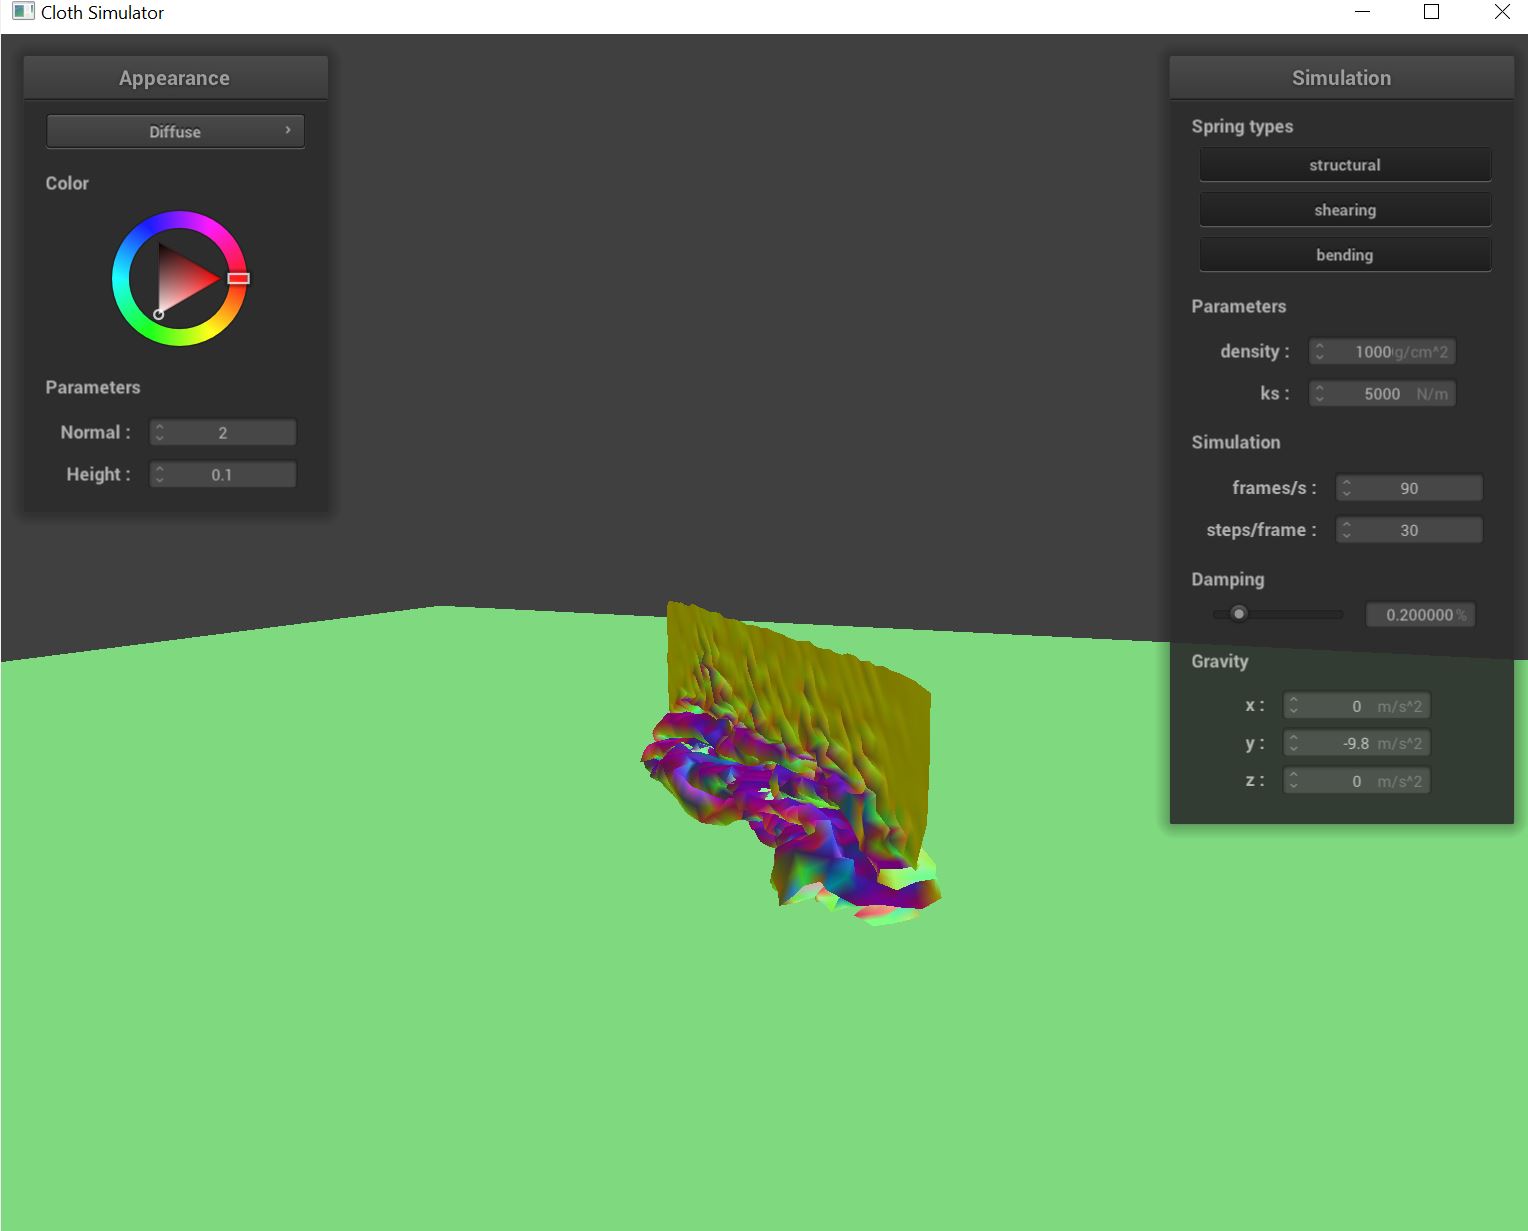 Cloth Simulator
Appearance
Diffuse
Color
Parameters
Normal :
2
Height :
0.1
Simulation
Spring types
structural
shearing
bending
Parameters
density :
1000 g/cm^2
ks :
5000 N/m
Simulation
frames/s :
90
steps/frame :
30
Damping
0.200000 %
Gravity
x :
0 m/s^2
y :
-9.8 m/s^2
z :
0 m/s^2